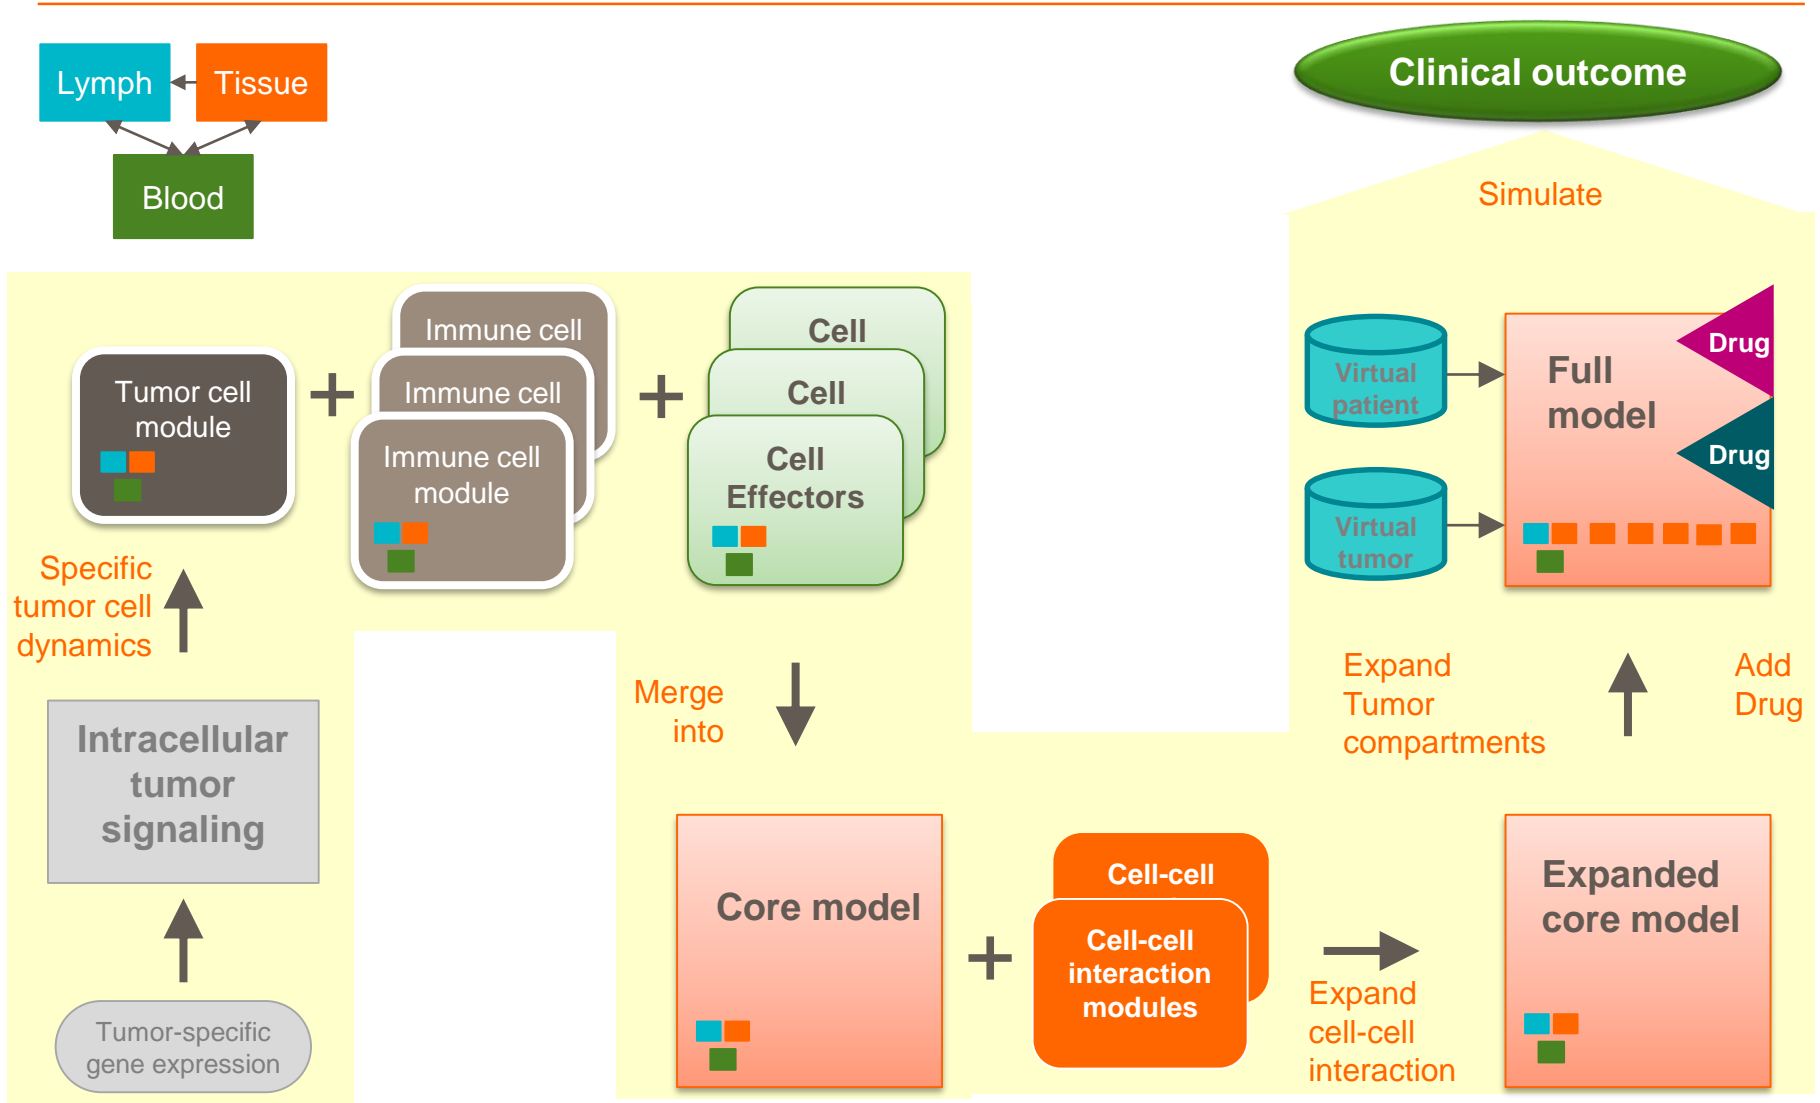 Lymph
Tissue
Blood
Clinical outcome
Simulate
Tumor cell
module
Immune cell
Immune cell
Immune cell
module
Cell
Cell
Cell
Effectors
Specific
tumor cell
dynamics
Intracellular
tumor
signaling
Tumor-specific
gene expression
Merge
into
Core model
Cell-cell
Cell-cell
interaction
modules
Expand
cell-cell
interaction
Expanded
core model
Expand
Tumor
compartments
Add
Drug
Virtual
patient
Virtual
tumor
Full
model
Drug
Drug